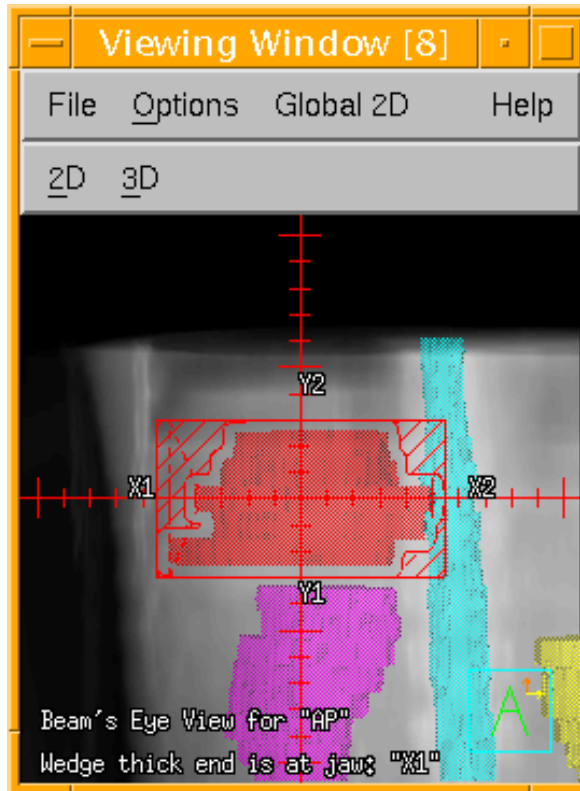 Viewing Window [8]
File Options Global 2D Help
2D 3D
Y2
X1 X2
Y1
A
Beam's Eye View for "AP"
Wedge thick end is at jaw: "X1"